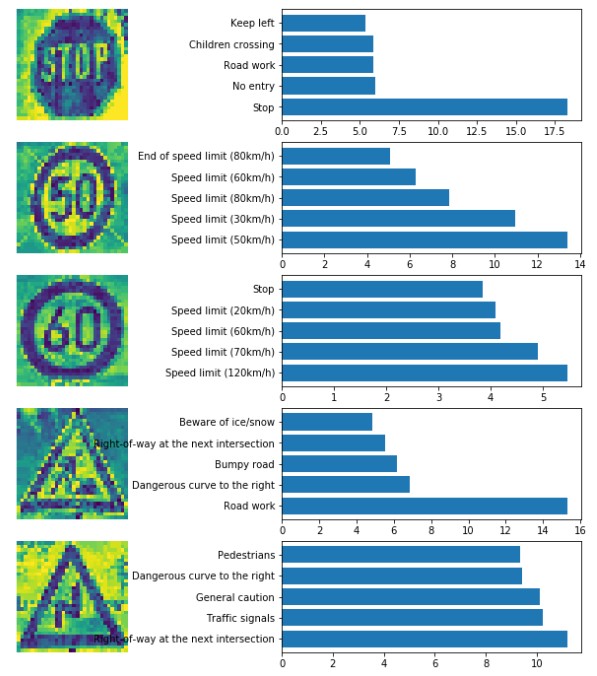 STOP
Keep left
Children crossing
Road work
No entry
Stop
0.0 2.5 5.0 7.5 10.0 12.5 15.0 17.5
50
End of speed limit (80km/h)
Speed limit (60km/h)
Speed limit (80km/h)
Speed limit (30km/h)
Speed limit (50km/h)
0 2 4 6 8 10 12 14
60
Stop
Speed limit (20km/h)
Speed limit (60km/h)
Speed limit (70km/h)
Speed limit (120km/h)
0 1 2 3 4 5
Beware of ice/snow
Right-of-way at the next intersection
Bumpy road
Dangerous curve to the right
Road work
0 2 4 6 8 10 12 14 16
Pedestrians
Dangerous curve to the right
General caution
Traffic signals
Right-of-way at the next intersection
0 2 4 6 8 10